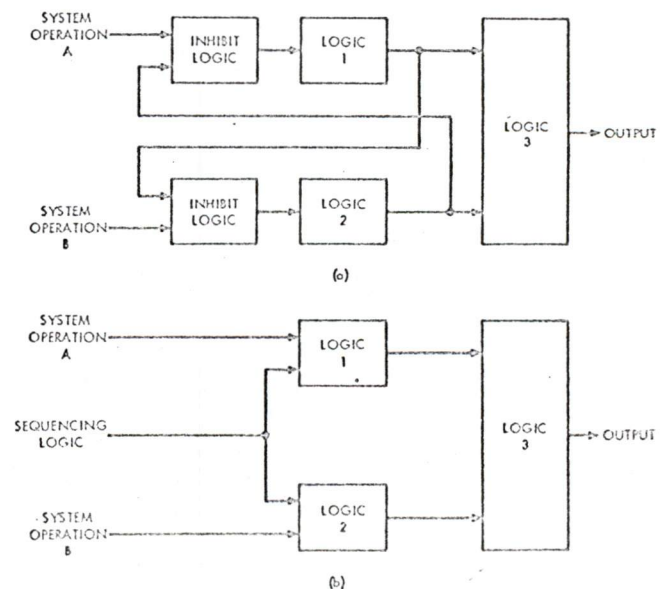 SYSTEM
OPERATION
A
INHIBIT
LOGIC
LOGIC
1
LOGIC
3
OUTPUT
SYSTEM
OPERATION
B
INHIBIT
LOGIC
LOGIC
2
(a)
SYSTEM
OPERATION
A
LOGIC
1
SEQUENCING
LOGIC
LOGIC
3
OUTPUT
SYSTEM
OPERATION
B
LOGIC
2
(b)